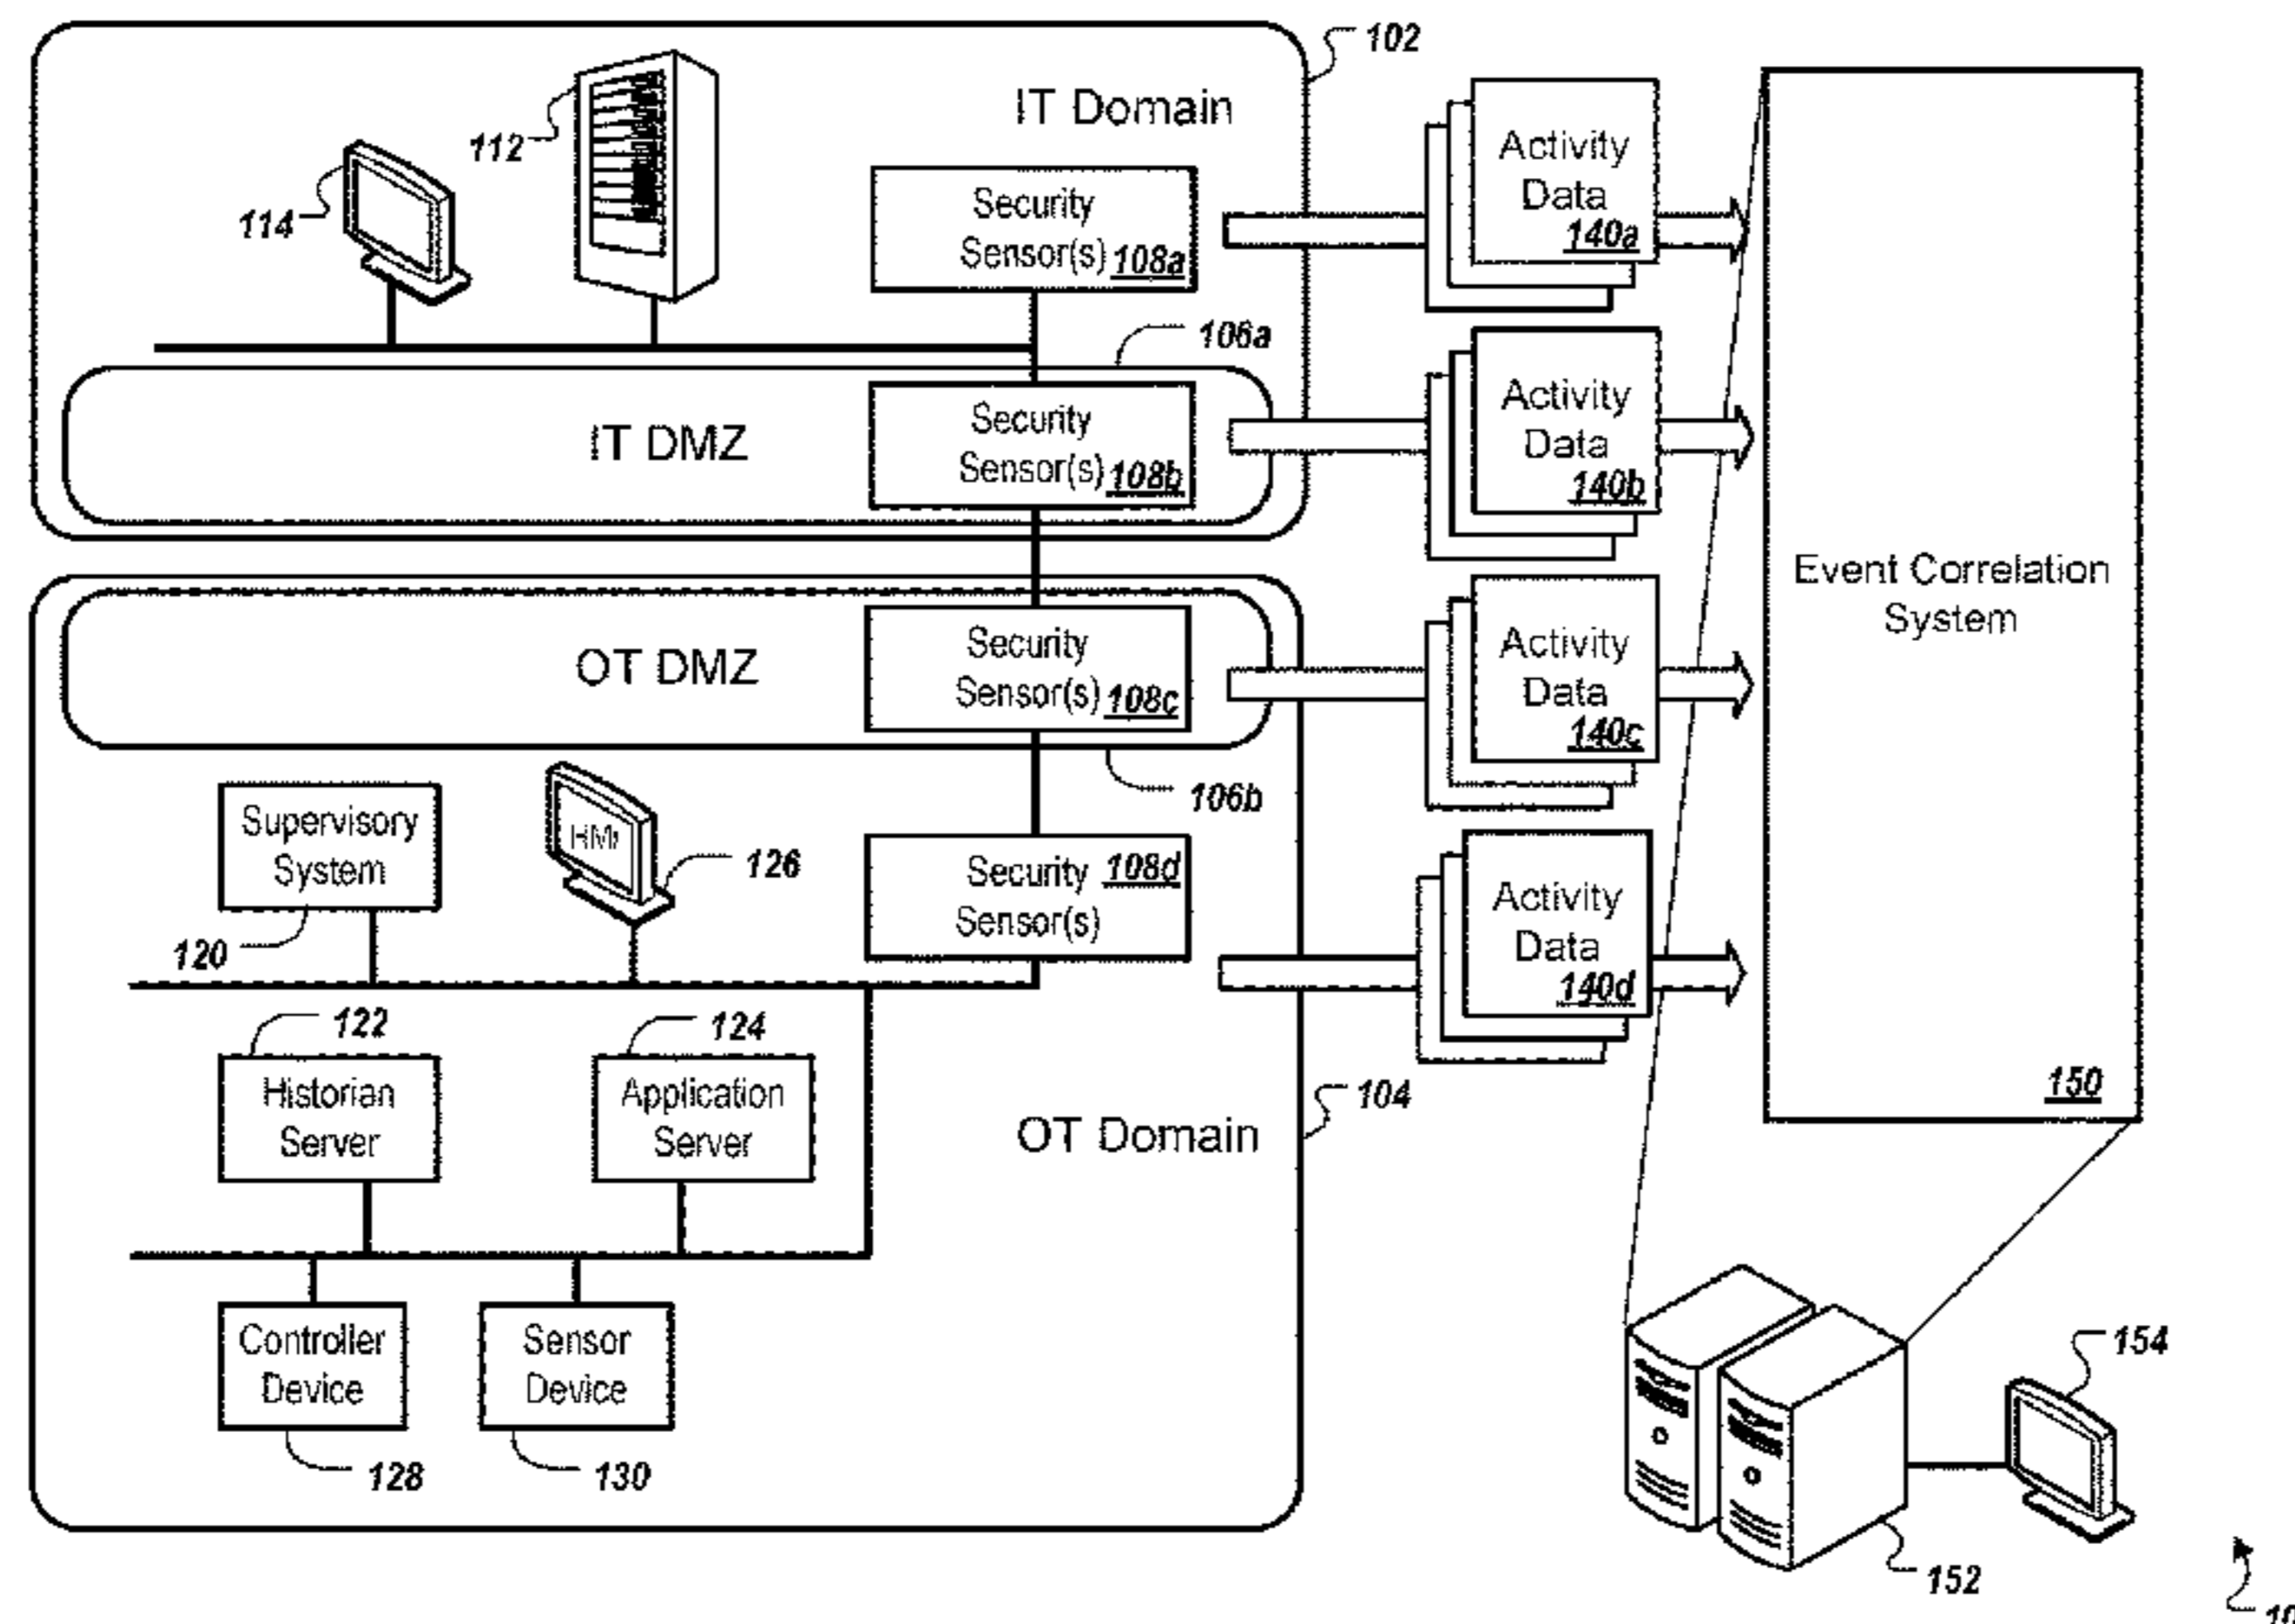 102
IT Domain
112
114
Security
Sensor(s) 108a
Activity
Data
140a
106a
IT DMZ
Security
Sensor(s) 108b
Activity
Data
140b
Event Correlation
System
150
OT DMZ
Security
Sensor(s) 108c
Activity
Data
140c
106b
Supervisory
System
120
HMI
126
Security 108d
Sensor(s)
Activity
Data
140d
122
Historian
Server
124
Application
Server
104
OT Domain
Controller
Device
128
Sensor
Device
130
154
152